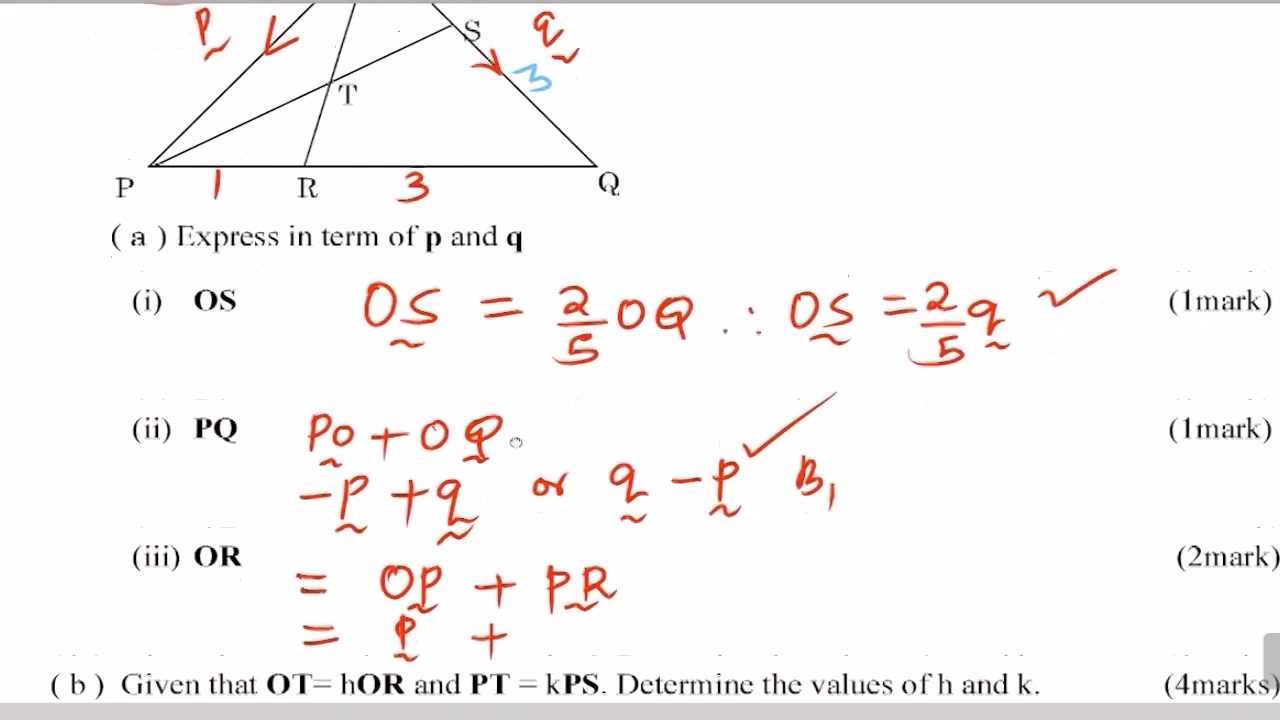 p q
S
3
T
P 1 R 3 Q
( a ) Express in term of p and q
(i) OS OS = 2/5 OQ ∴ OS = 2/5 q ✓ (1mark)
(ii) PQ PO + OQ (1mark)
-p + q or q - p ✓ B1
(iii) OR (2mark)
= OP + PR
= p +
( b ) Given that OT= hOR and PT = kPS. Determine the values of h and k. (4marks)